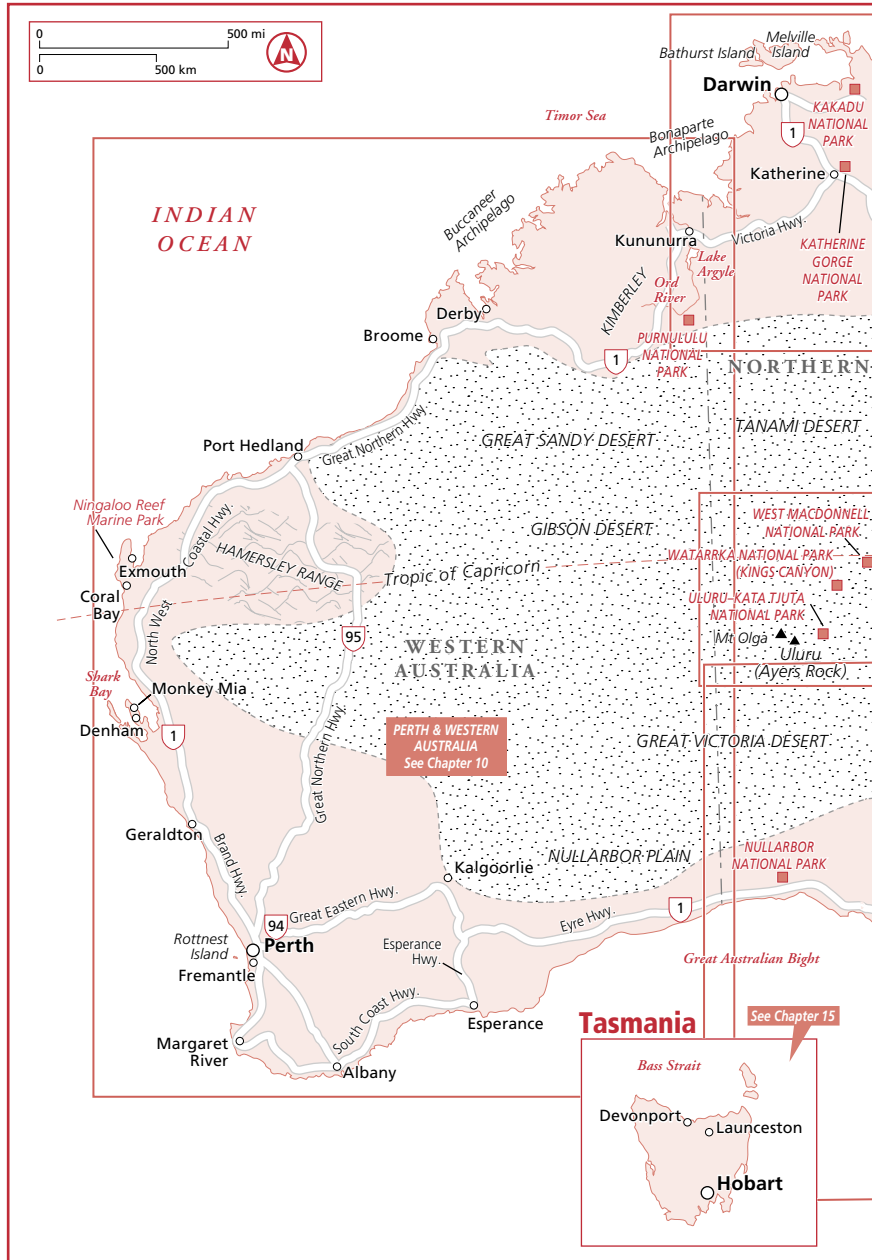 0 500 mi
0 500 km
N
Melville
Island
Bathurst Island
Darwin
KAKADU
NATIONAL
PARK
Timor Sea
1
Bonaparte
Archipelago
Katherine
INDIAN
OCEAN
Buccaneer
Archipelago
Kununurra
Victoria Hwy.
Lake
Argyle
KATHERINE
GORGE
NATIONAL
PARK
Ord
River
KIMBERLEY
Derby
Broome
PURNULULU
NATIONAL
PARK
1
NORTHERN
Great Northern Hwy.
GREAT SANDY DESERT
TANAMI DESERT
Port Hedland
Ningaloo Reef
Marine Park
Coastal Hwy.
GIBSON DESERT
WEST MACDONNELL
NATIONAL PARK
HAMERSLEY RANGE
Exmouth
Tropic of Capricorn
WATARRKA NATIONAL PARK
(KINGS CANYON)
Coral
Bay
ULURU-KATA TJUTA
NATIONAL PARK
North West
95
WESTERN
AUSTRALIA
Mt Olga
Uluru
(Ayers Rock)
Shark
Bay
Monkey Mia
Denham
1
Great Northern Hwy.
PERTH & WESTERN
AUSTRALIA
See Chapter 10
GREAT VICTORIA DESERT
Geraldton
Brand Hwy.
NULLARBOR PLAIN
NULLARBOR
NATIONAL PARK
Kalgoorlie
Great Eastern Hwy.
94
Eyre Hwy.
1
Rottnest
Island
Perth
Fremantle
Esperance
Hwy.
Great Australian Bight
South Coast Hwy.
Esperance
Margaret
River
Albany
Tasmania
See Chapter 15
Bass Strait
Devonport
Launceston
Hobart